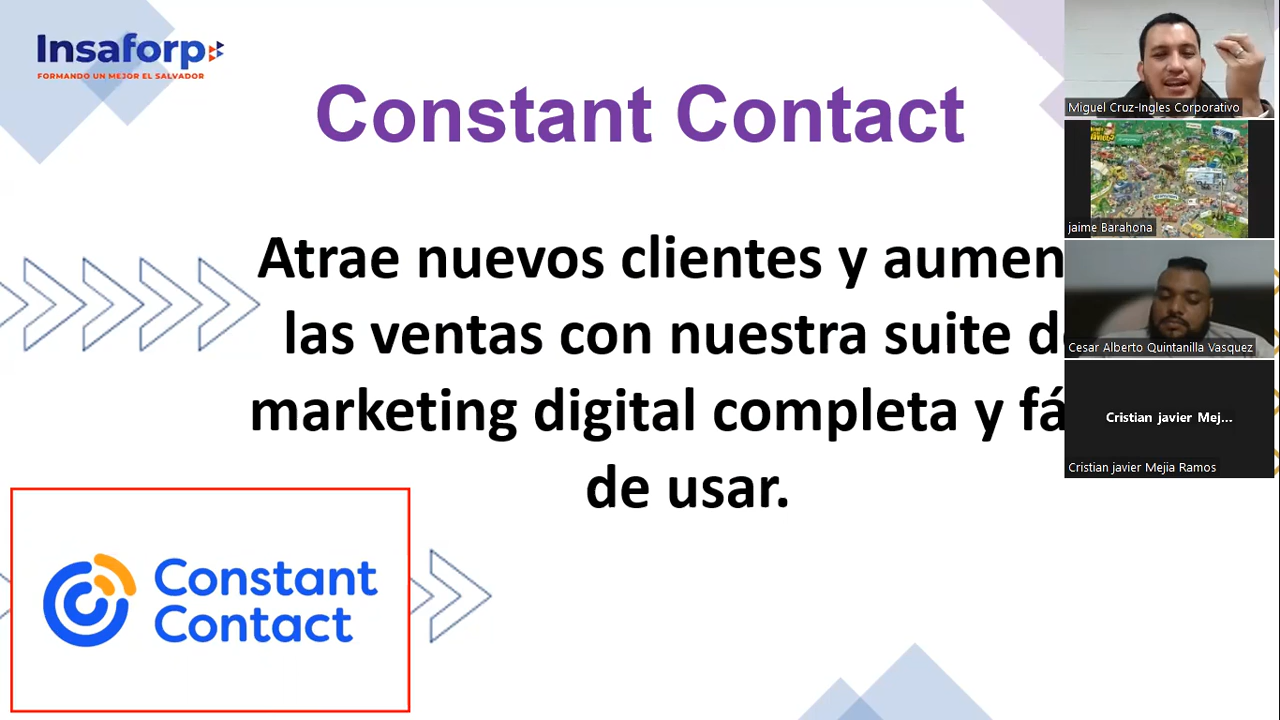 Insaforp
FORMANDO UN MEJOR EL SALVADOR
Constant Contact
Atrae nuevos clientes y aumen
las ventas con nuestra suite de
marketing digital completa y fá
de usar.
Constant
Contact
Miguel Cruz-Ingles Corporativo
jaime Barahona
Cesar Alberto Quintanilla Vasquez
Cristian javier Mej...
Cristian javier Mejia Ramos